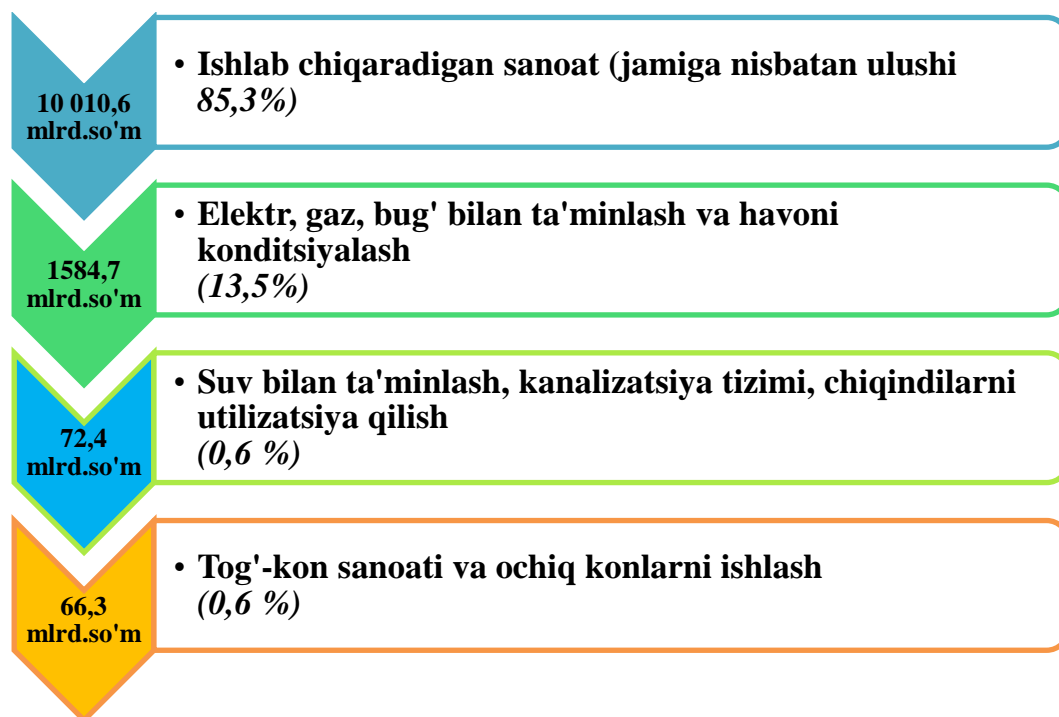 10 010,6
mlrd.so'm
• Ishlab chiqaradigan sanoat (jamiga nisbatan ulushi
85,3%)
1584,7
mlrd.so'm
• Elektr, gaz, bug' bilan ta'minlash va havoni
konditsiyalash
(13,5%)
72,4
mlrd.so'm
• Suv bilan ta'minlash, kanalizatsiya tizimi, chiqindilarni
utilizatsiya qilish
(0,6 %)
66,3
mlrd.so'm
• Tog'-kon sanoati va ochiq konlarni ishlash
(0,6 %)